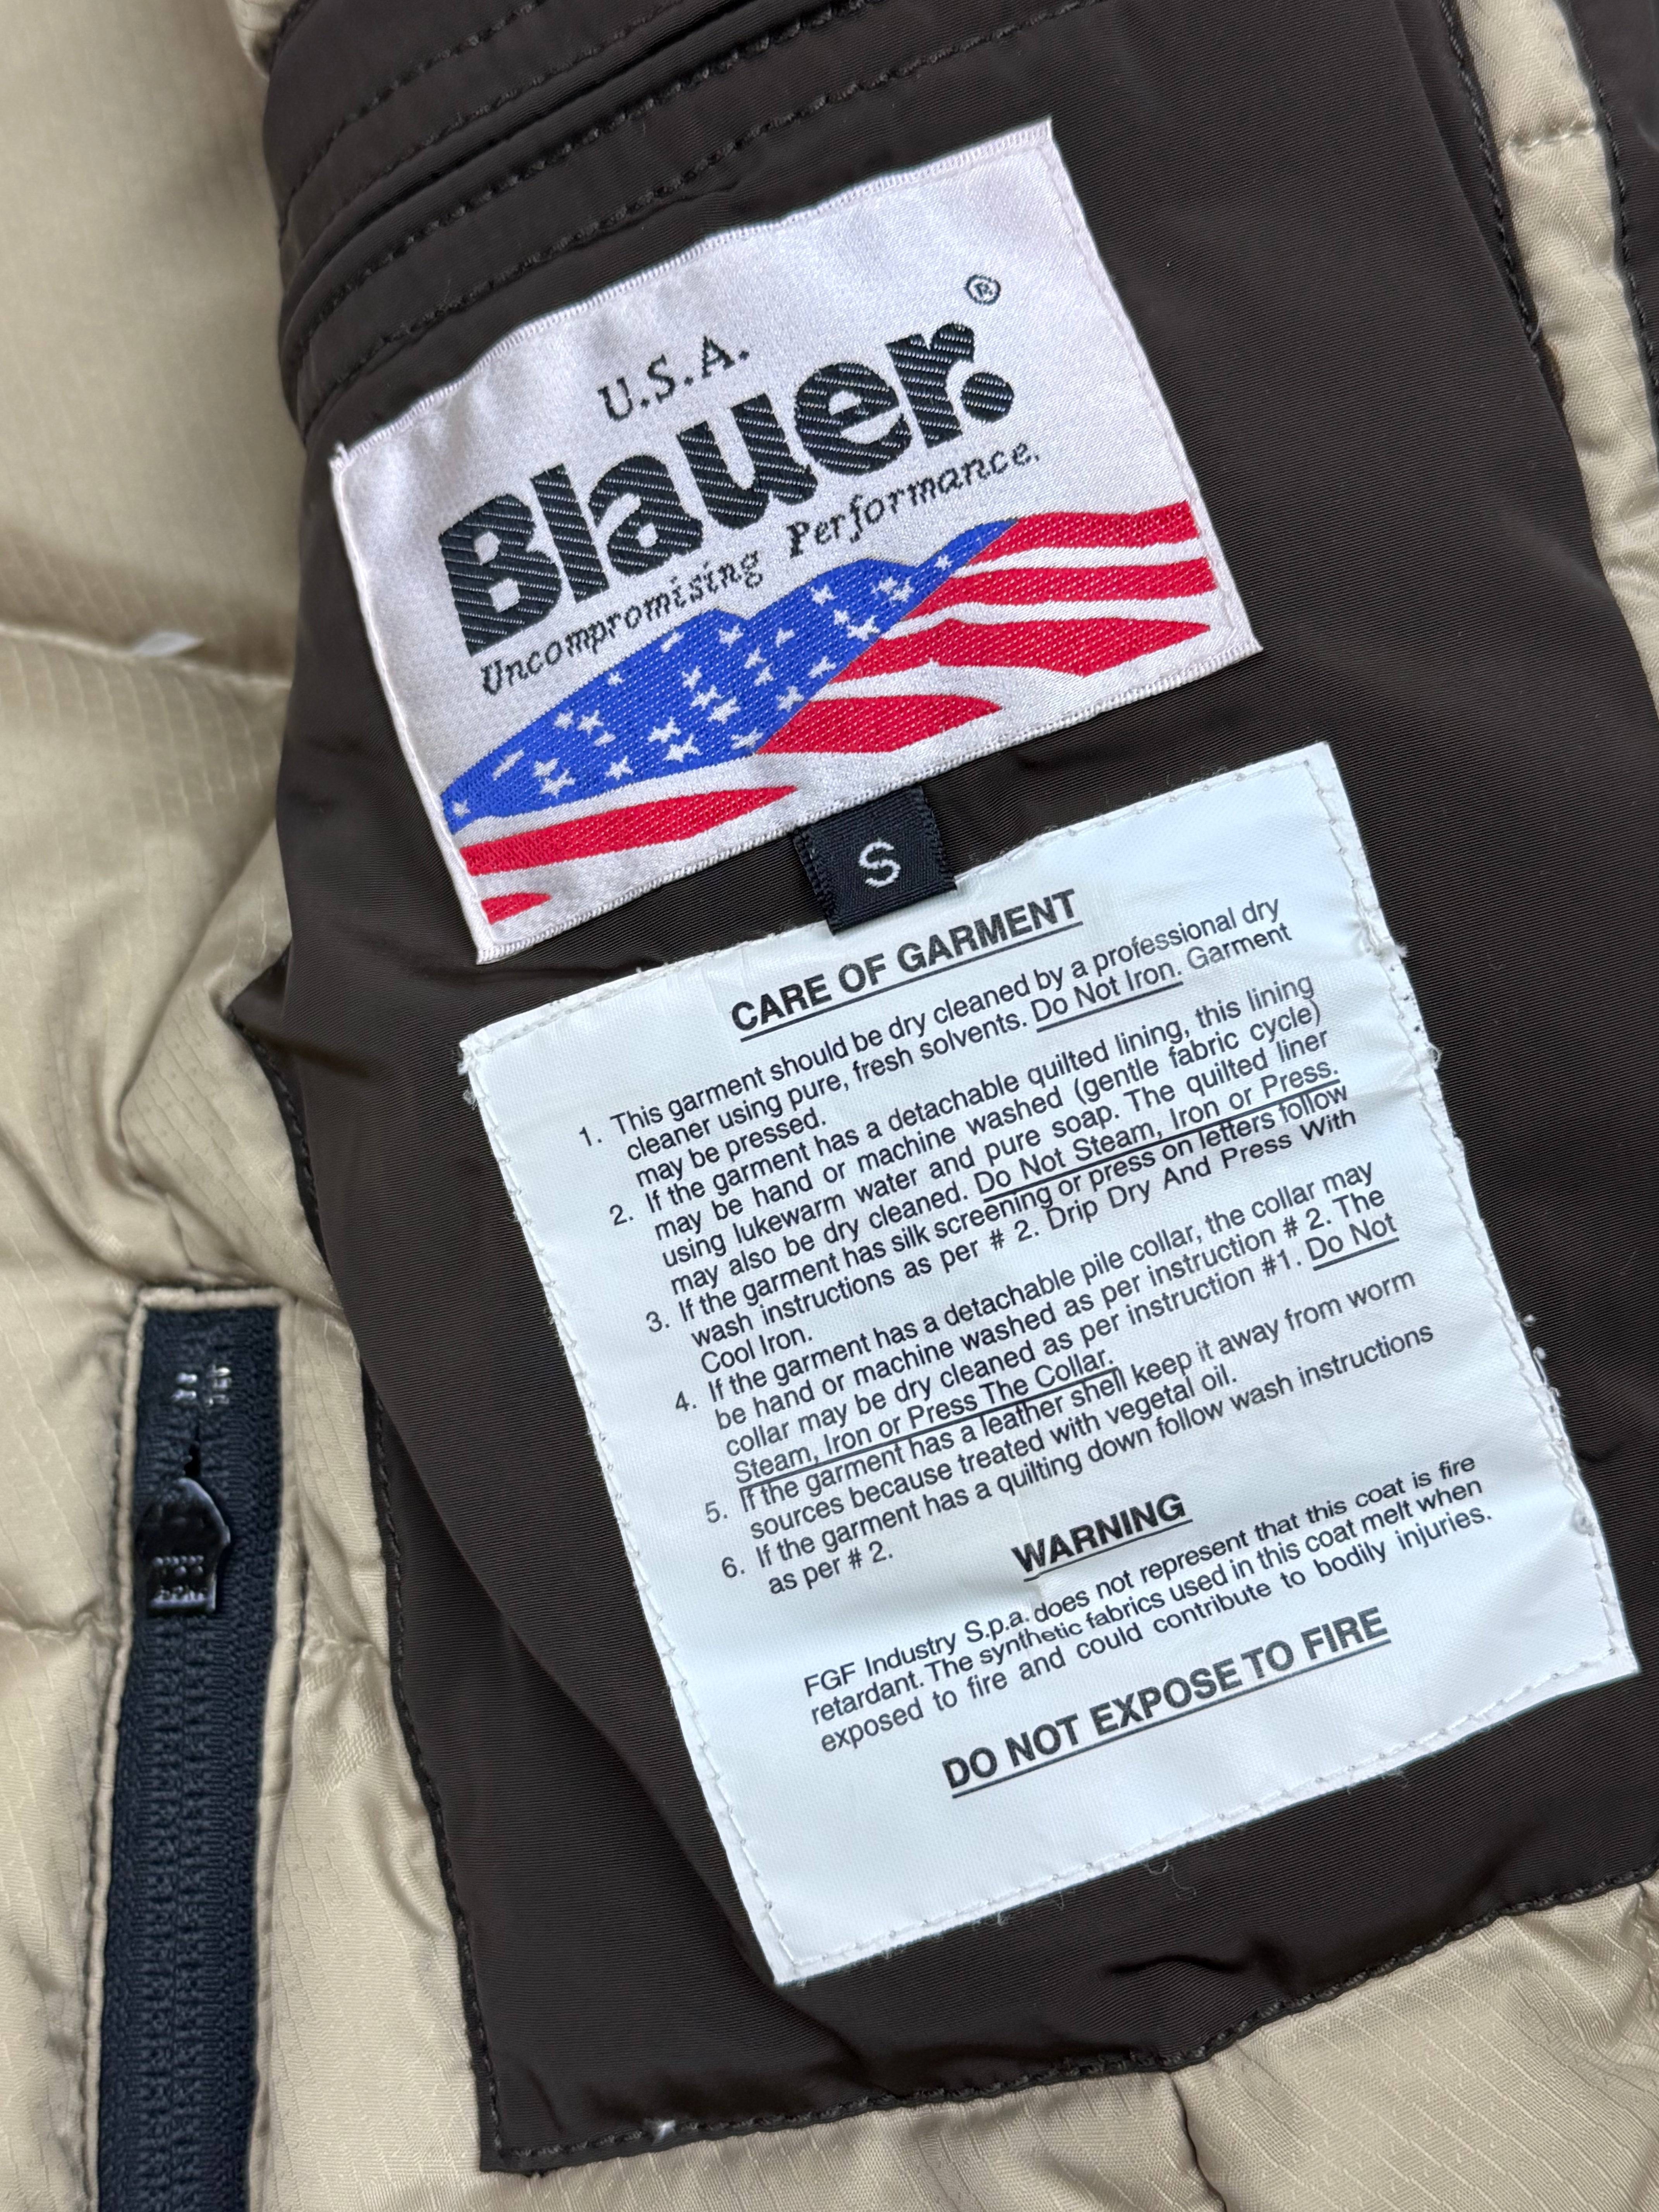 U.S.A.
Blauer.®
Uncompromising Performance.
S
CARE OF GARMENT
1. This garment should be dry cleaned by a professional dry
cleaner using pure, fresh solvents. Do Not Iron. Garment
may be pressed.
2. If the garment has a detachable quilted lining, this lining
may be hand or machine washed (gentle fabric cycle)
using lukewarm water and pure soap. The quilted liner
may also be dry cleaned. Do Not Steam, Iron or Press.
3. If the garment has silk screening or press on letters follow
wash instructions as per # 2. Drip Dry And Press With
Cool Iron.
4. If the garment has a detachable pile collar, the collar may
be hand or machine washed as per instruction # 2. The
collar may be dry cleaned as per instruction #1. Do Not
Steam, Iron or Press The Collar.
5. If the garment has a leather shell keep it away from worm
sources because treated with vegetal oil.
6. If the garment has a quilting down follow wash instructions
as per # 2.
WARNING
FGF Industry S.p.a. does not represent that this coat is fire
retardant. The synthetic fabrics used in this coat melt when
exposed to fire and could contribute to bodily injuries.
DO NOT EXPOSE TO FIRE